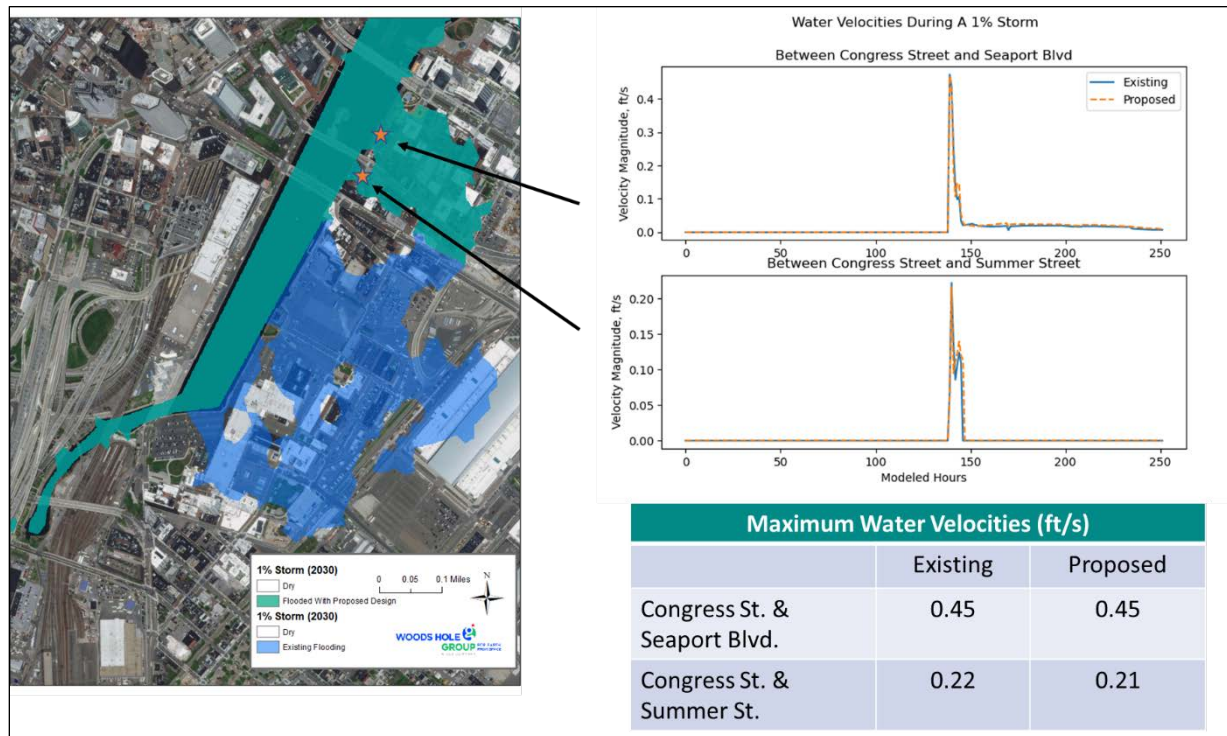 Water Velocities During A 1% Storm
Between Congress Street and Seaport Blvd
Velocity Magnitude, ft/s
0.4
0.3
0.2
0.1
0.0
Existing
Proposed
0
50
100
150
200
250
Between Congress Street and Summer Street
Velocity Magnitude, ft/s
0.20
0.15
0.10
0.05
0.00
0
50
100
150
200
250
Modeled Hours
1% Storm (2030)
Dry
Flooded With Proposed Design
1% Storm (2030)
Dry
Existing Flooding
0 0.05 0.1 Miles
N
WOODS HOLE
GROUP
Maximum Water Velocities (ft/s)
Existing Proposed
Congress St. & Seaport Blvd. 0.45 0.45
Congress St. & Summer St. 0.22 0.21